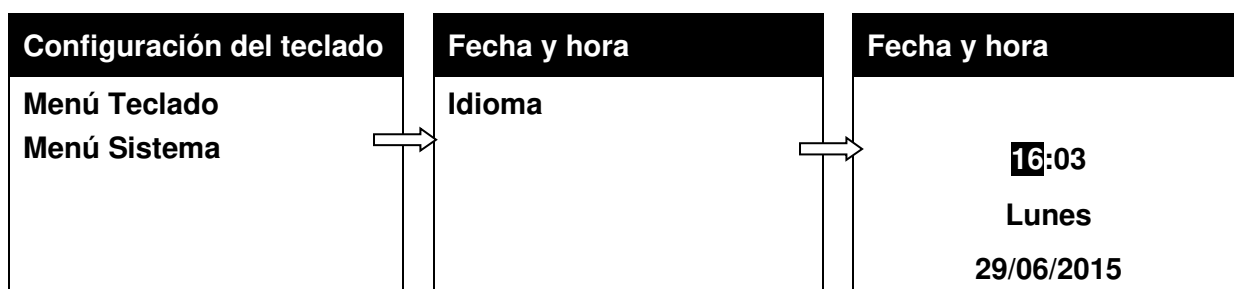 Configuración del teclado
Menú Teclado
Menú Sistema
Fecha y hora
Idioma
Fecha y hora
16:03
Lunes
29/06/2015